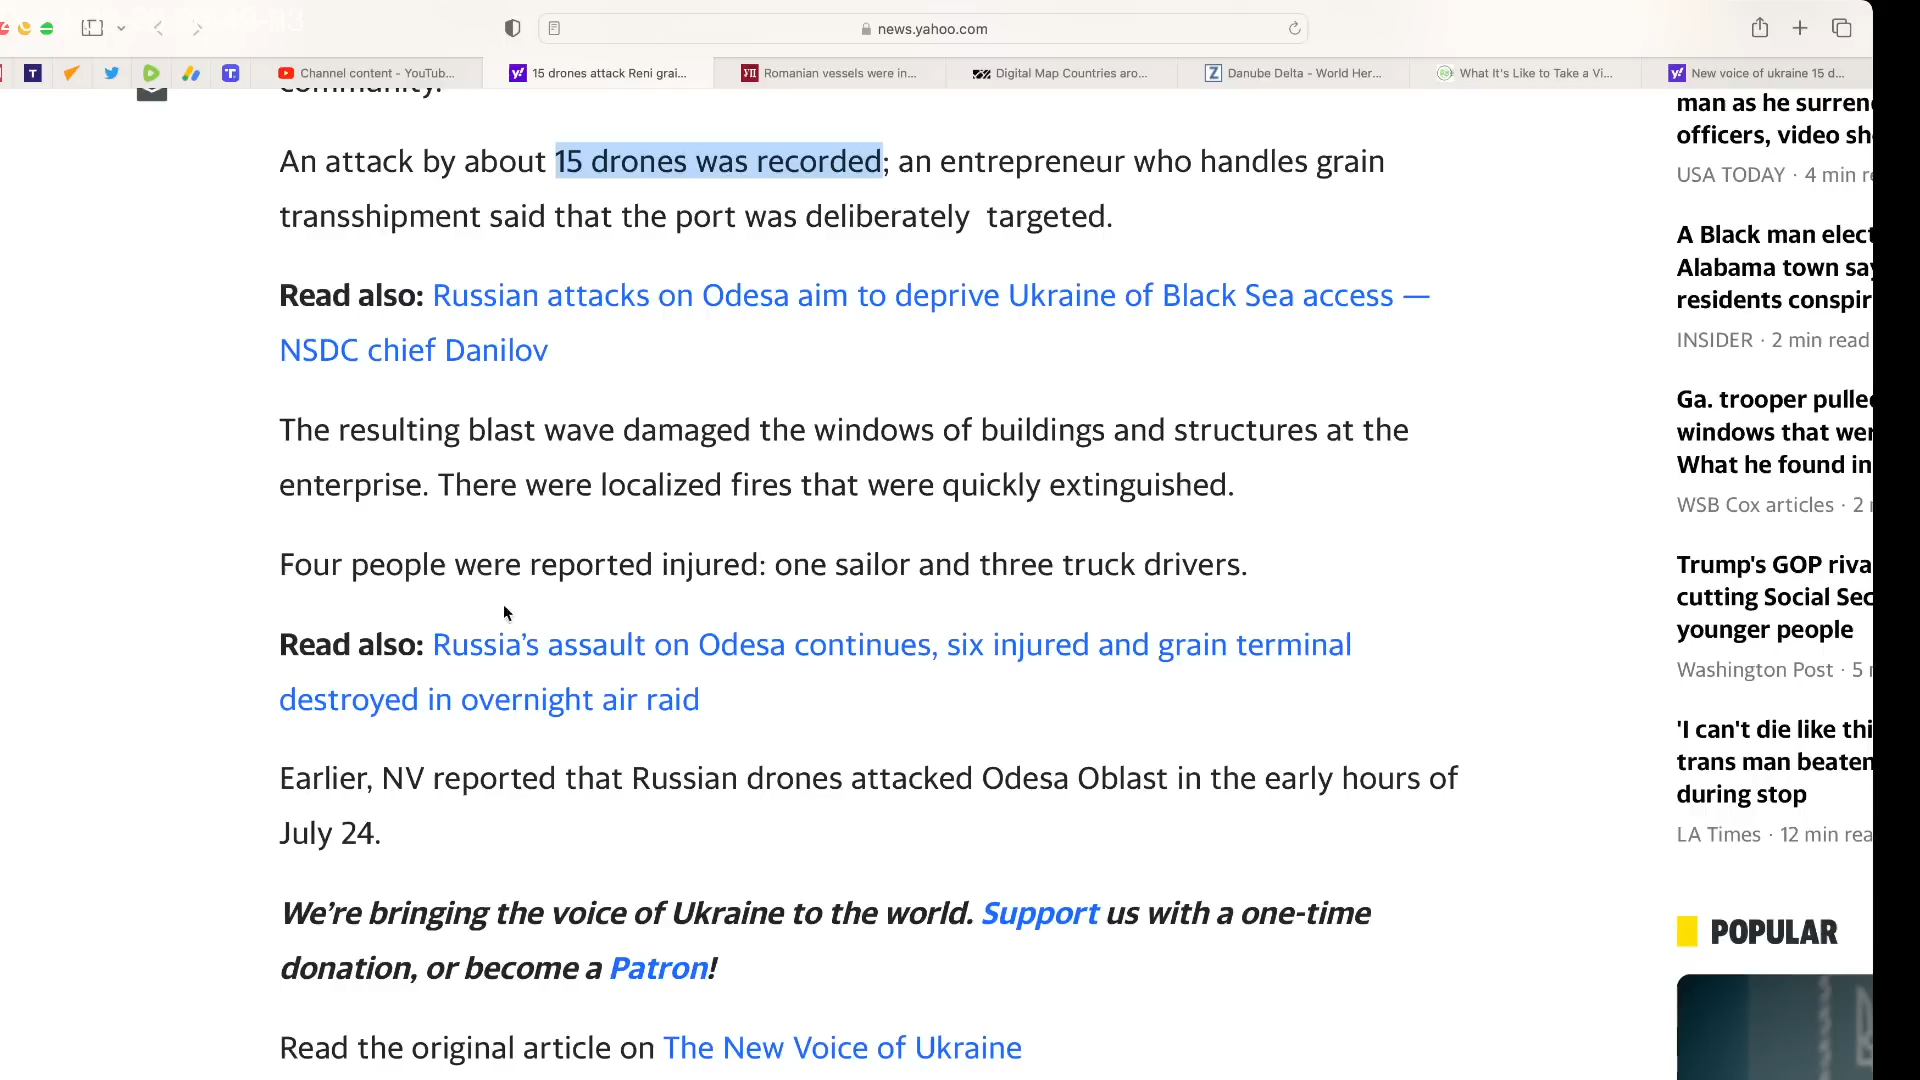 news.yahoo.com
Channel content - YouTub...
15 drones attack Reni grai...
Romanian vessels were in...
Digital Map Countries aro...
Danube Delta - World Her...
What It's Like to Take a Vi...
New voice of ukraine 15 d...
community.
An attack by about 15 drones was recorded; an entrepreneur who handles grain
transshipment said that the port was deliberately targeted.
Read also: Russian attacks on Odesa aim to deprive Ukraine of Black Sea access —
NSDC chief Danilov
The resulting blast wave damaged the windows of buildings and structures at the
enterprise. There were localized fires that were quickly extinguished.
Four people were reported injured: one sailor and three truck drivers.
Read also: Russia’s assault on Odesa continues, six injured and grain terminal
destroyed in overnight air raid
Earlier, NV reported that Russian drones attacked Odesa Oblast in the early hours of
July 24.
We’re bringing the voice of Ukraine to the world. Support us with a one-time
donation, or become a Patron!
Read the original article on The New Voice of Ukraine
man as he surren
officers, video sh
USA TODAY · 4 min re
A Black man elect
Alabama town say
residents conspir
INSIDER · 2 min read
Ga. trooper pulled
windows that wer
What he found in
WSB Cox articles · 2
Trump's GOP riva
cutting Social Sec
younger people
Washington Post · 5
'I can't die like thi
trans man beaten
during stop
LA Times · 12 min rea
POPULAR